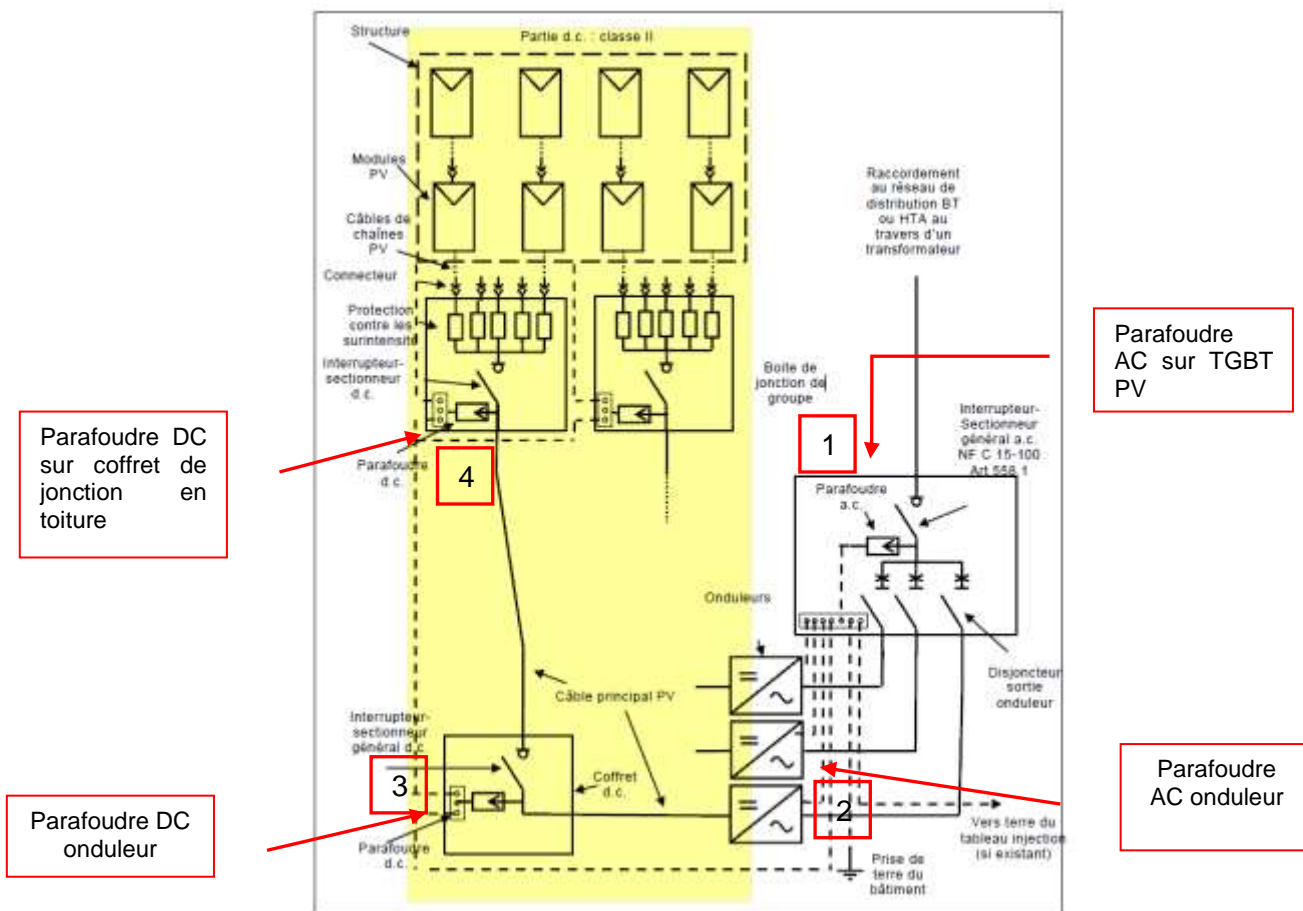 Structure
Partie d.c. : classe II
Modules
PV
Câbles de
chaînes
PV
Connecteur
Protection
contre les
surintensité
Interrupteur-
sectionneur
d.c.
Parafoudre
d.c.
4
Parafoudre DC
sur coffret de
jonction en
toiture
Boite de
jonction de
groupe
Raccordement
au réseau de
distribution BT
ou HTA au
travers d'un
transformateur
Parafoudre
AC sur TGBT
PV
1
Interrupteur-
Sectionneur
général a.c.
NF C 15-100
Art 558.1
Parafoudre
a.c.
Onduleurs
Disjoncteur
sortie
onduleur
Câble principal PV
Interrupteur-
sectionneur
général d.c
3
Coffret
d.c.
Parafoudre
d.c.
Parafoudre DC
onduleur
2
Parafoudre
AC onduleur
Vers terre du
tableau injection
(si existant)
Prise de
terre du
bâtiment